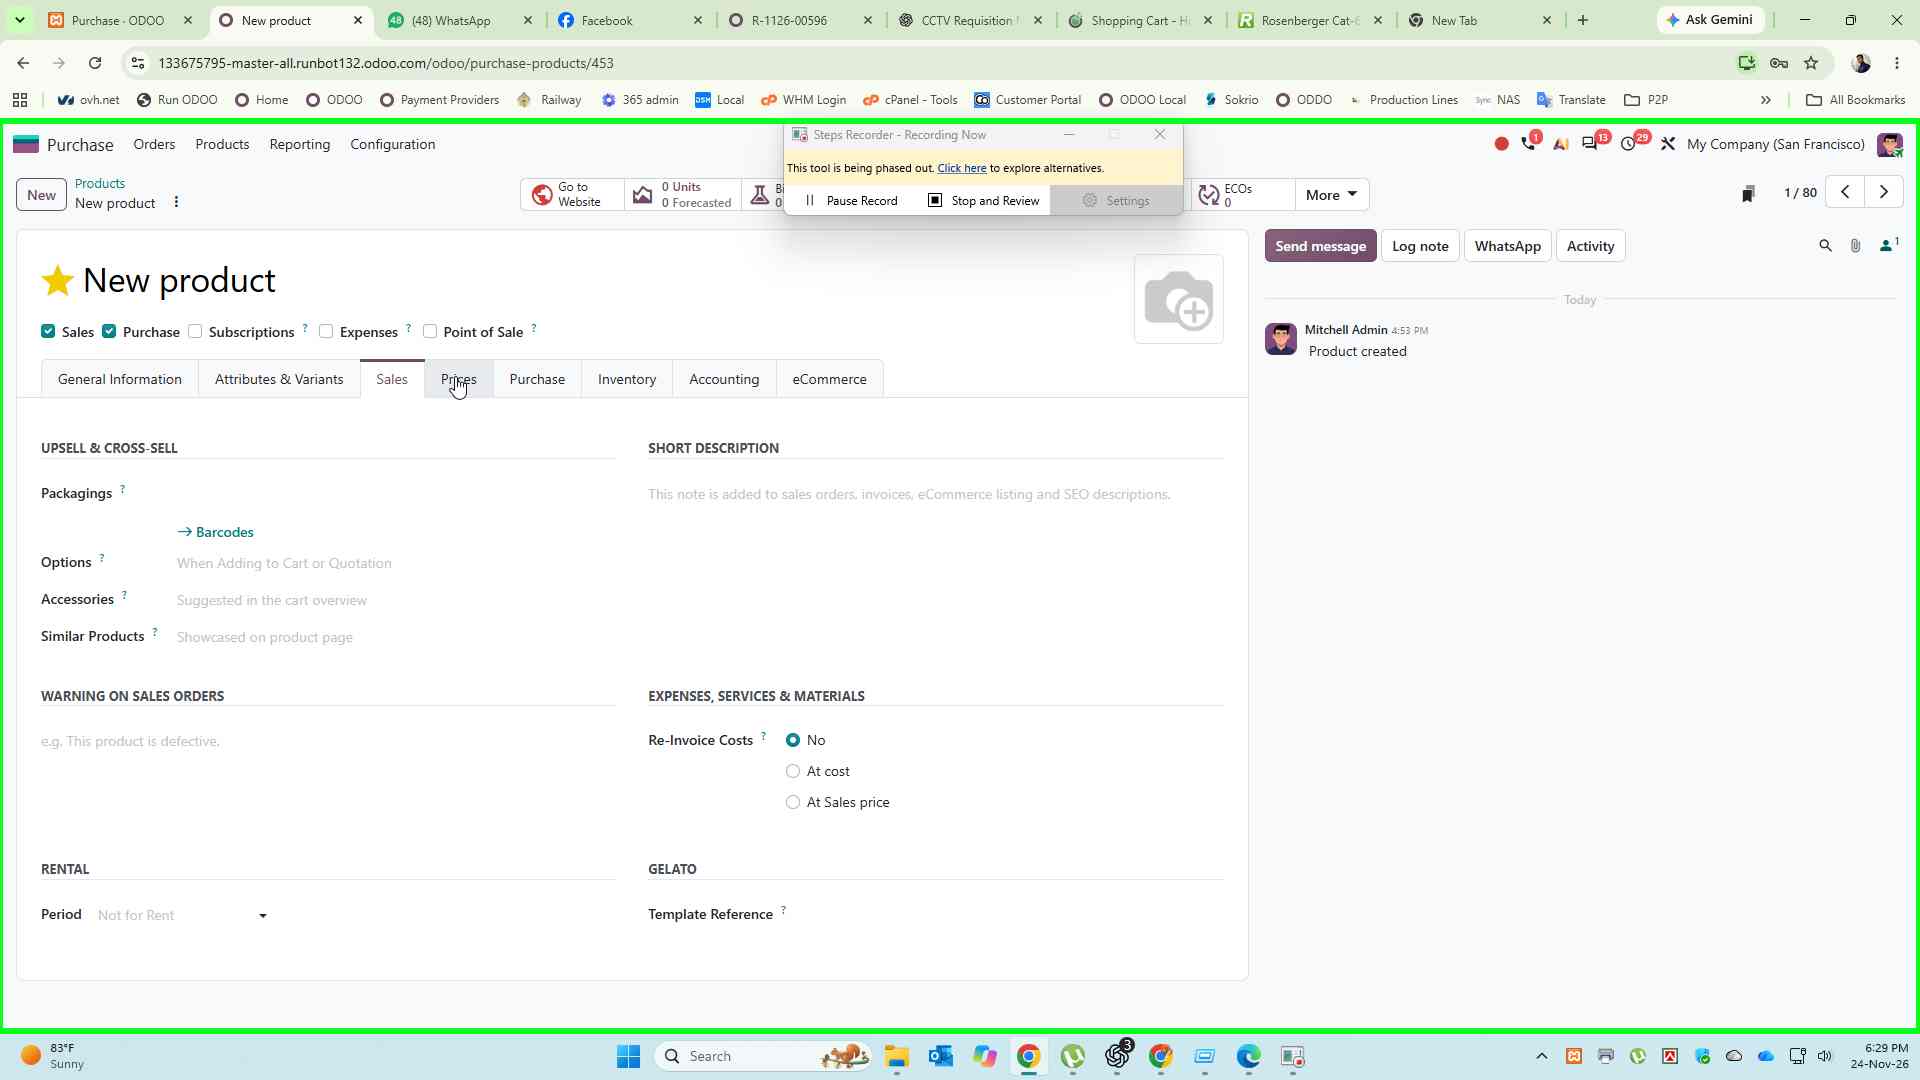 Purchase - ODOO
New product
(48) WhatsApp
Facebook
R-1126-00596
CCTV Requisition
Shopping Cart - H
Rosenberger Cat-6
New Tab
Ask Gemini
133675795-master-all.runbot132.odoo.com/odoo/purchase-products/453
ovh.net
Run ODOO
Home
ODOO
Payment Providers
Railway
365 admin
DSM Local
cP WHM Login
cP cPanel - Tools
Customer Portal
ODOO Local
Sokrio
ODDO
Production Lines
Sync NAS
Translate
P2P
All Bookmarks
Purchase
Orders
Products
Reporting
Configuration
Steps Recorder - Recording Now
1
13
29
My Company (San Francisco)
This tool is being phased out. Click here to explore alternatives.
Pause Record
Stop and Review
Settings
New
Products
New product
Go to
Website
0 Units
0 Forecasted
0
ECOs
0
More
1 / 80
New product
Sales
Purchase
Subscriptions ?
Expenses ?
Point of Sale ?
Send message
Log note
WhatsApp
Activity
1
Today
Mitchell Admin 4:53 PM
Product created
General Information
Attributes & Variants
Sales
Prices
Purchase
Inventory
Accounting
eCommerce
UPSELL & CROSS-SELL
Packagings ?
Barcodes
Options ?
When Adding to Cart or Quotation
Accessories ?
Suggested in the cart overview
Similar Products ?
Showcased on product page
SHORT DESCRIPTION
This note is added to sales orders, invoices, eCommerce listing and SEO descriptions.
WARNING ON SALES ORDERS
e.g. This product is defective.
EXPENSES, SERVICES & MATERIALS
Re-Invoice Costs ?
No
At cost
At Sales price
RENTAL
Period
Not for Rent
GELATO
Template Reference ?
83°F
Sunny
Search
3
6:29 PM
24-Nov-26